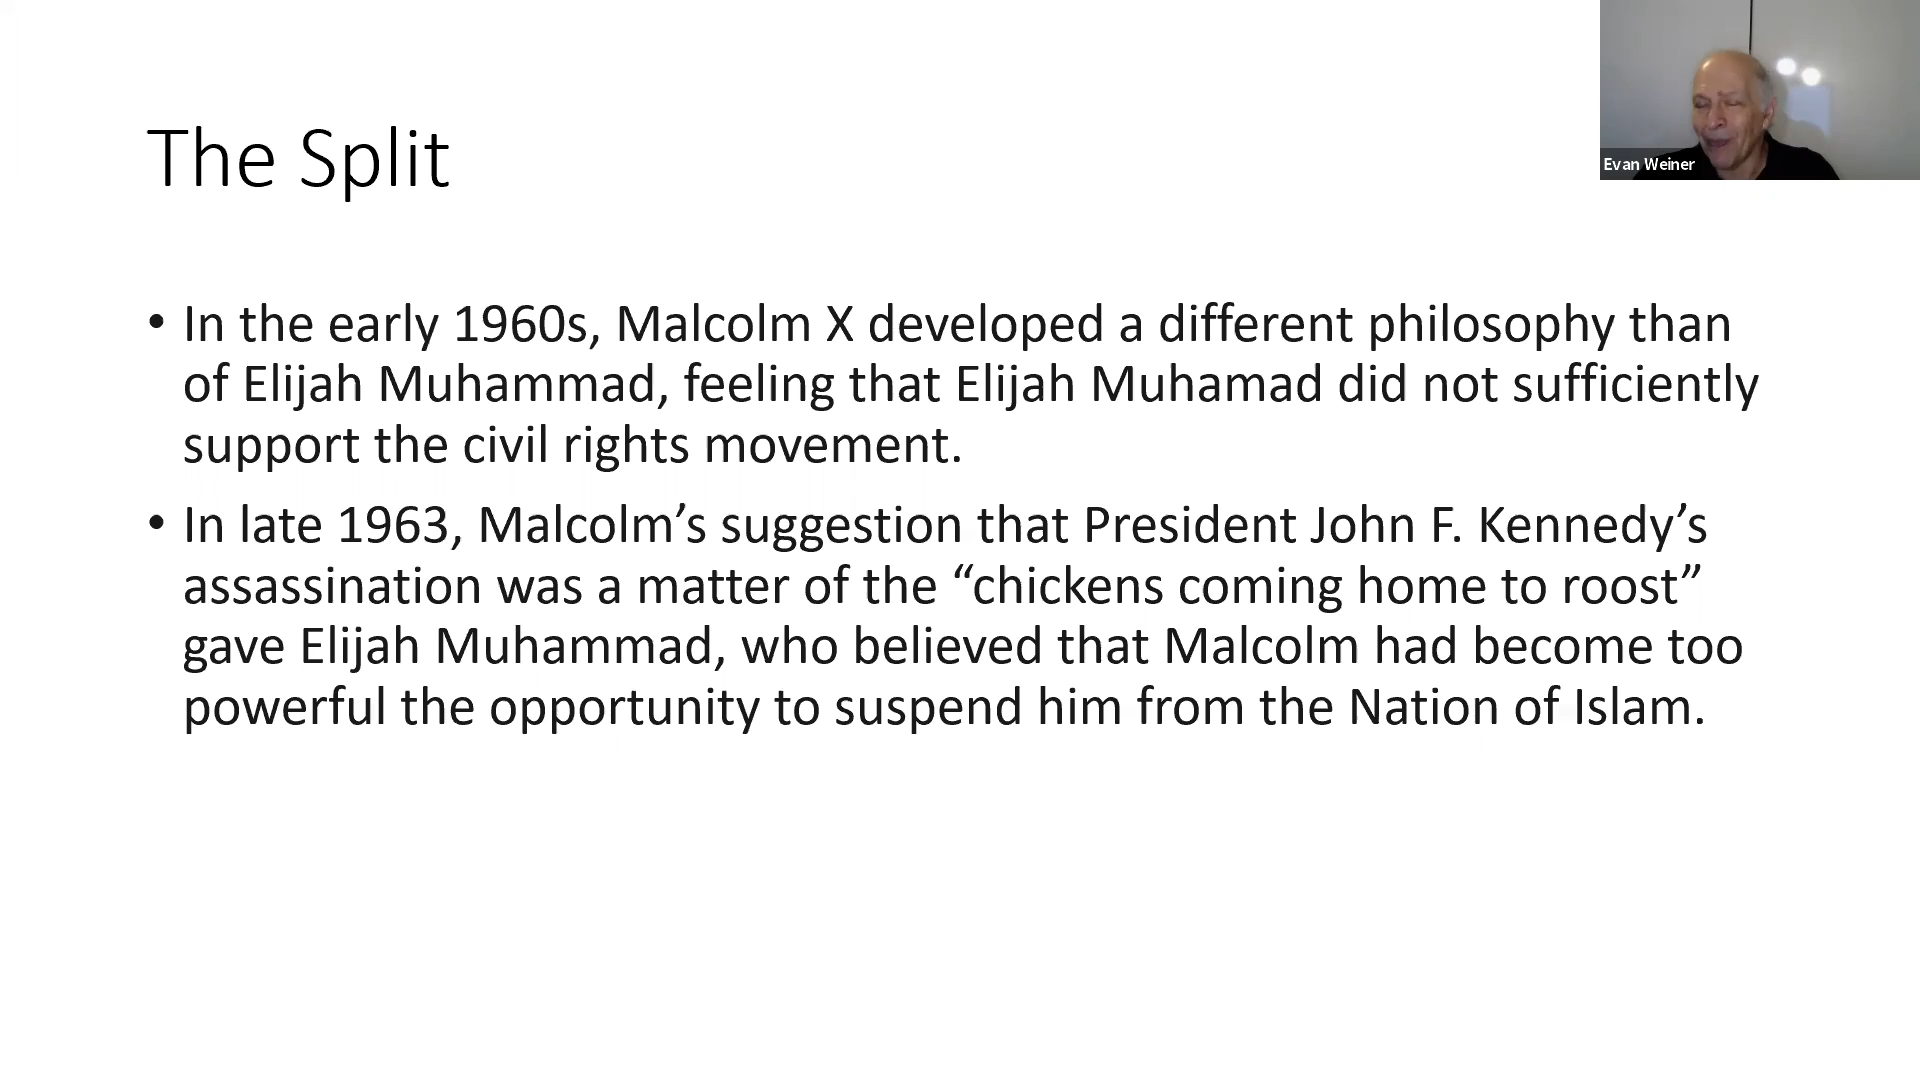 The Split
Evan Weiner
• In the early 1960s, Malcolm X developed a different philosophy than
of Elijah Muhammad, feeling that Elijah Muhamad did not sufficiently
support the civil rights movement.
• In late 1963, Malcolm’s suggestion that President John F. Kennedy’s
assassination was a matter of the “chickens coming home to roost”
gave Elijah Muhammad, who believed that Malcolm had become too
powerful the opportunity to suspend him from the Nation of Islam.